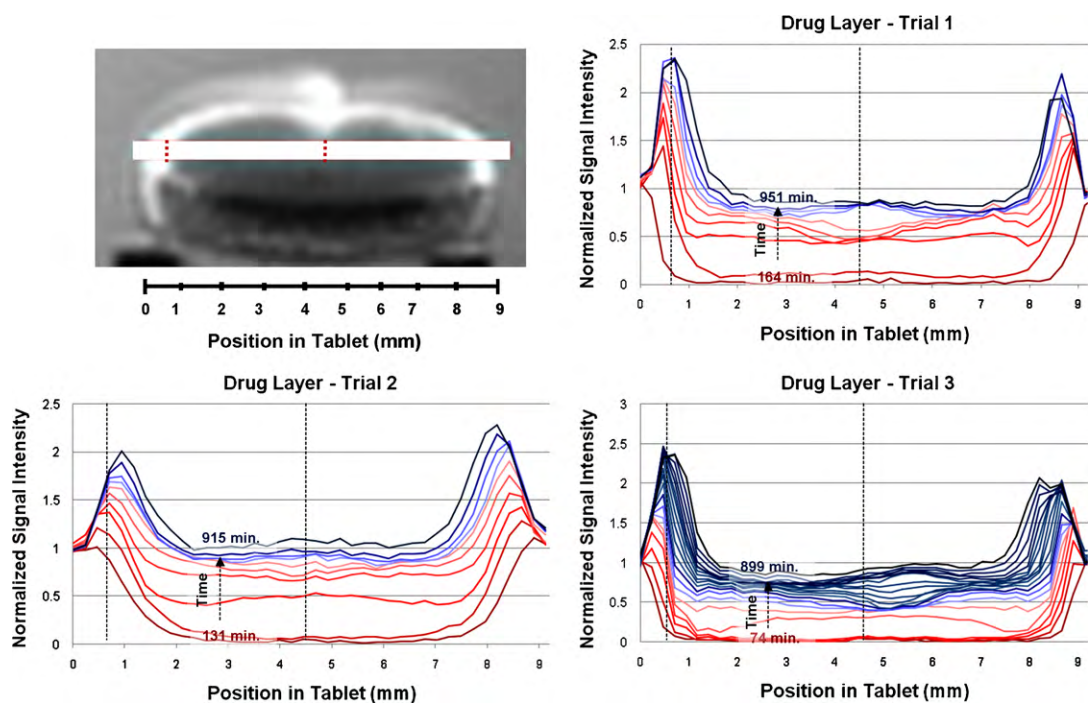 Drug Layer - Trial 1
Normalized Signal Intensity
2.5
2
1.5
1
0.5
0
951 min.
Time
164 min.
0 1 2 3 4 5 6 7 8 9
Position in Tablet (mm)
0 1 2 3 4 5 6 7 8 9
Position in Tablet (mm)
Drug Layer - Trial 2
Normalized Signal Intensity
2.5
2
1.5
1
0.5
0
915 min.
Time
131 min.
0 1 2 3 4 5 6 7 8 9
Position in Tablet (mm)
Drug Layer - Trial 3
Normalized Signal Intensity
3
2.5
2
1.5
1
0.5
0
899 min.
Time
74 min.
0 1 2 3 4 5 6 7 8 9
Position in Tablet (mm)